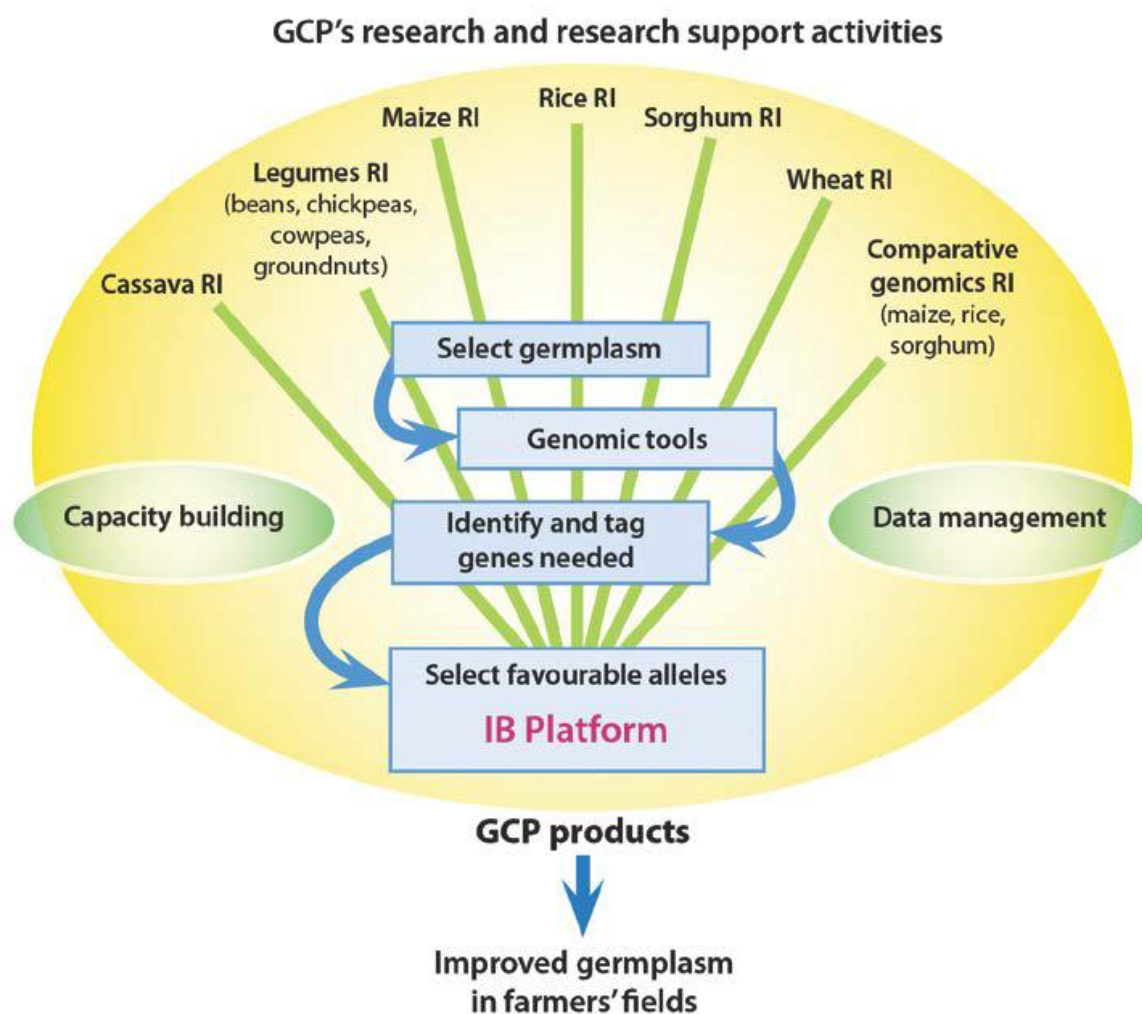 GCP's research and research support activities
Rice RI
Maize RI
Sorghum RI
Legumes RI
(beans, chickpeas,
cowpeas,
groundnuts)
Wheat RI
Cassava RI
Comparative
genomics RI
(maize, rice,
sorghum)
Select germplasm
Genomic tools
Capacity building
Identify and tag
genes needed
Data management
Select favourable alleles
IB Platform
GCP products
Improved germplasm
in farmers' fields